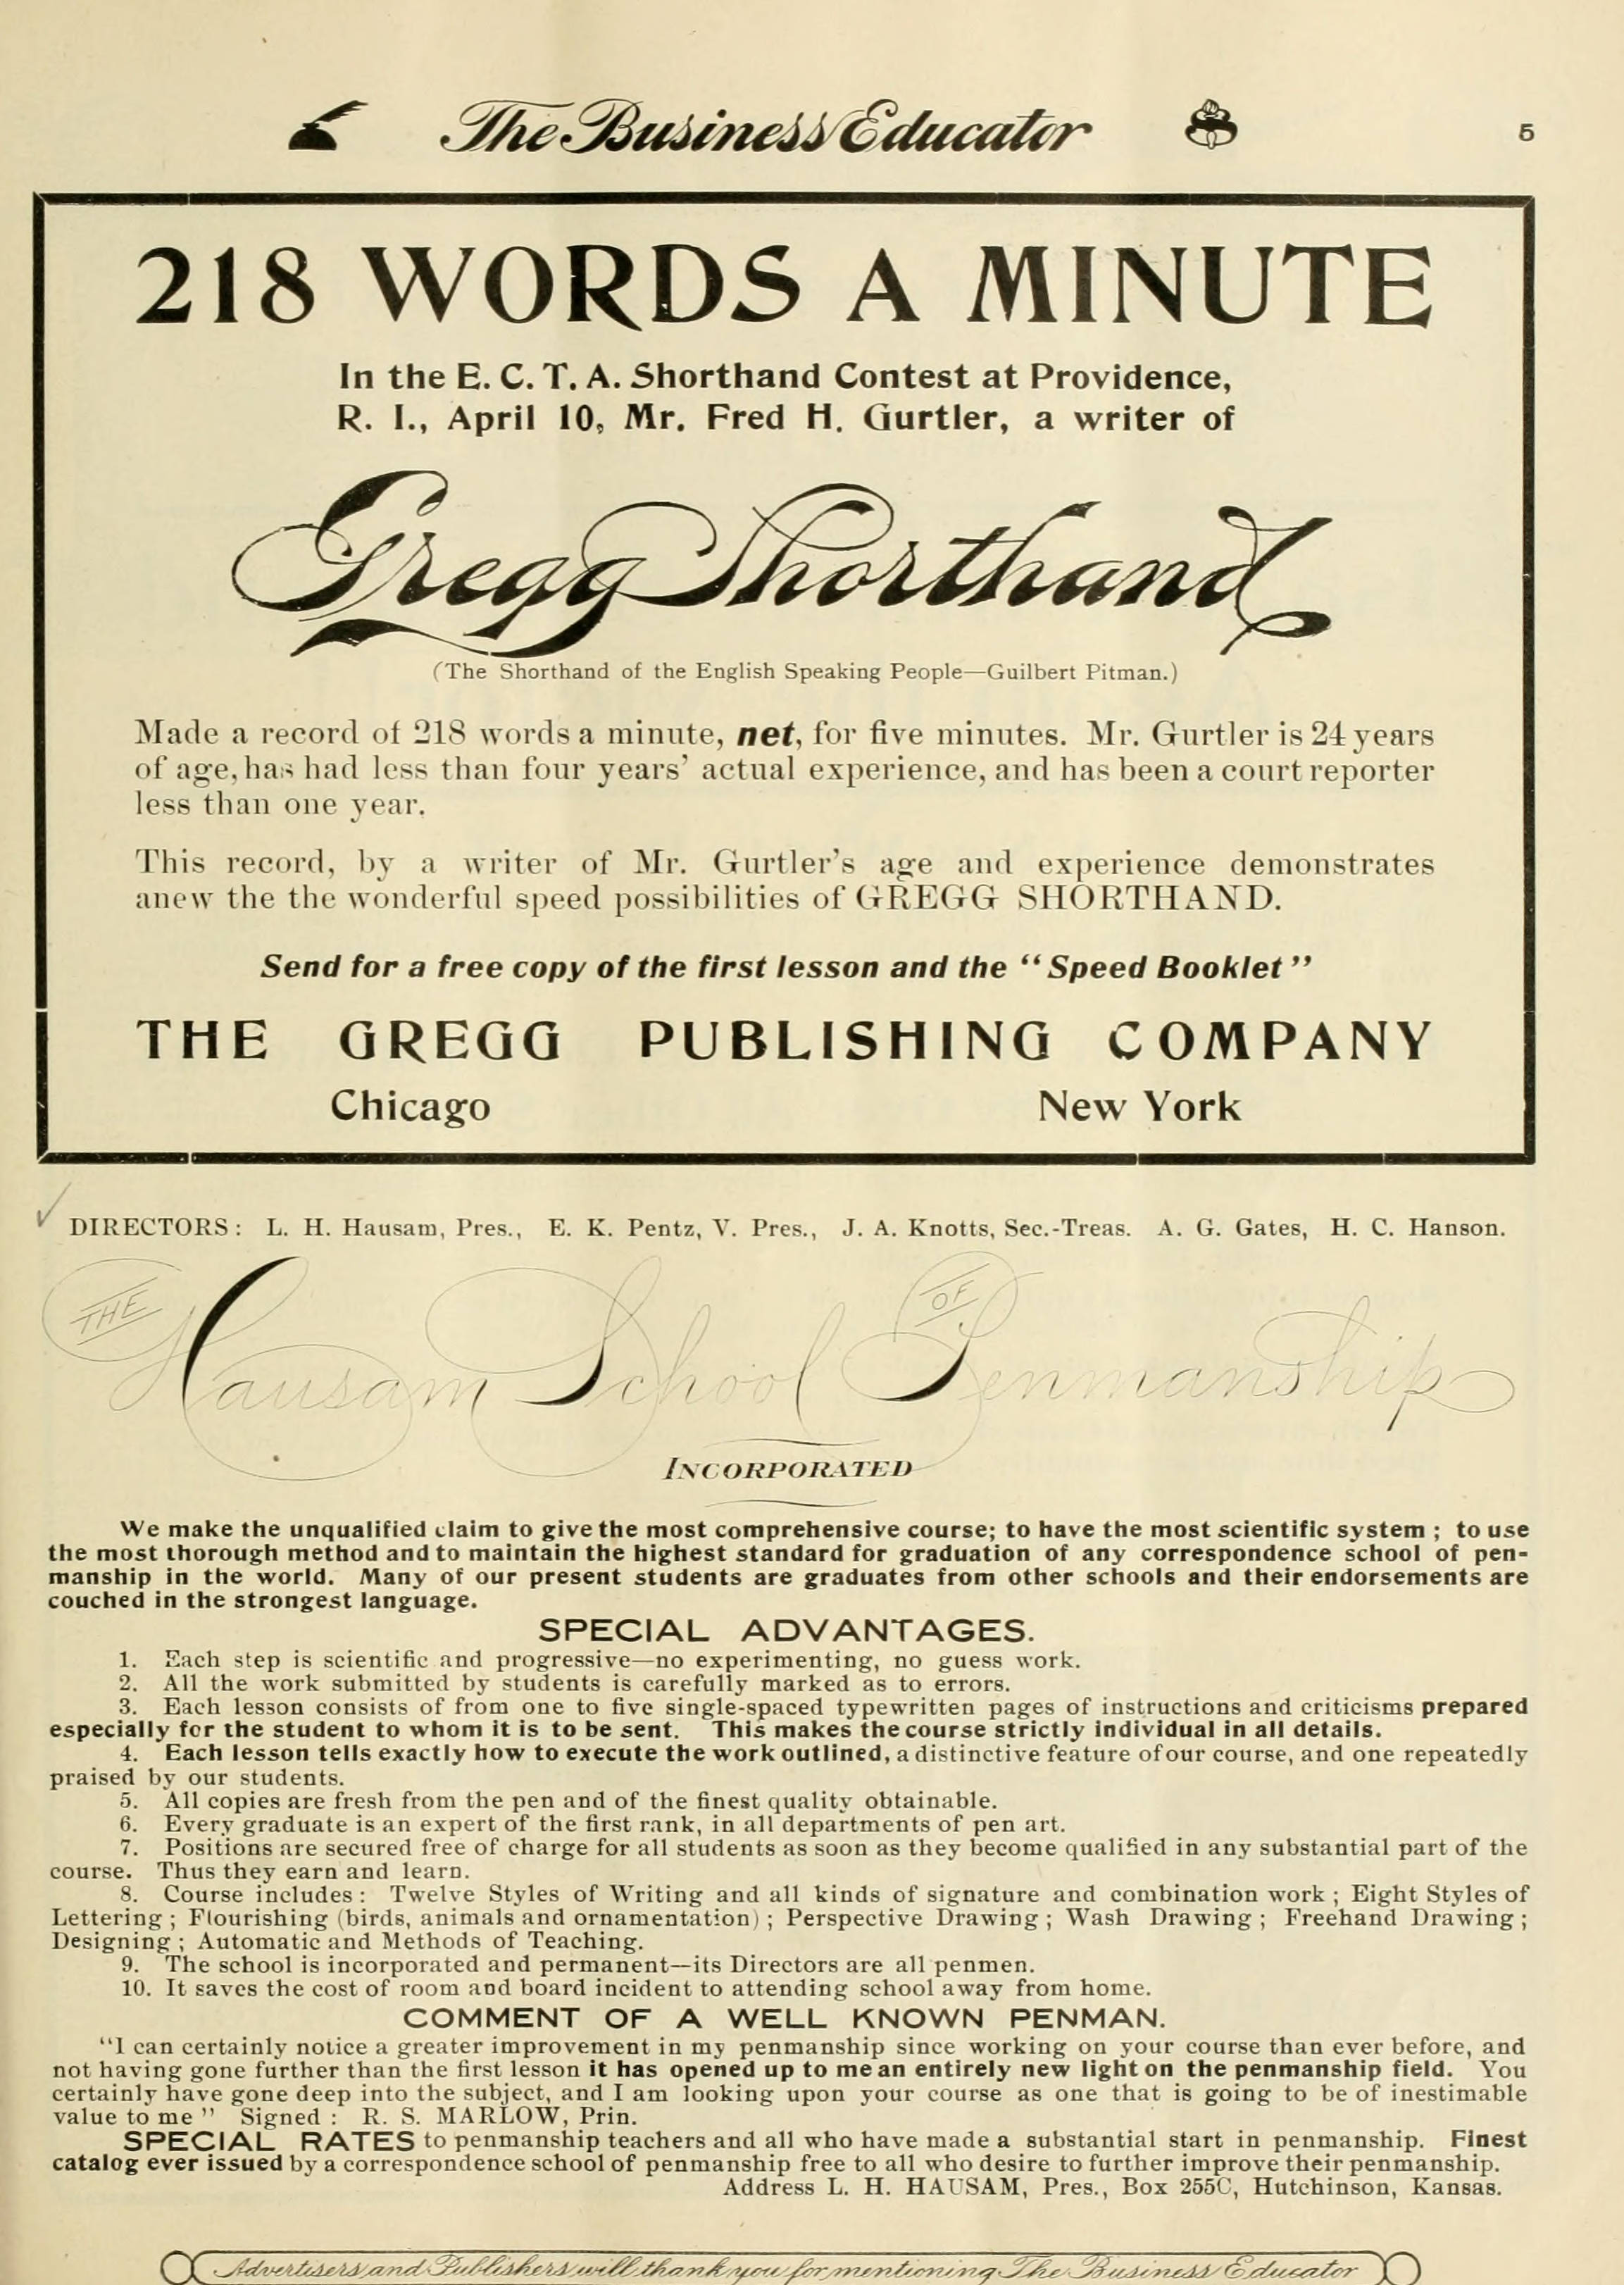 The Business Educator 5
218 WORDS A MINUTE
In the E. C. T. A. Shorthand Contest at Providence,
R. I., April 10, Mr. Fred H. Gurtler, a writer of
Gregg Shorthand
(The Shorthand of the English Speaking People—Guilbert Pitman.)
Made a record of 218 words a minute, net, for five minutes. Mr. Gurtler is 24 years
of age, has had less than four years' actual experience, and has been a court reporter
less than one year.
This record, by a writer of Mr. Gurtler's age and experience demonstrates
anew the the wonderful speed possibilities of GREGG SHORTHAND.
Send for a free copy of the first lesson and the "Speed Booklet"
THE GREGG PUBLISHING COMPANY
Chicago New York
DIRECTORS: L. H. Hausam, Pres., E. K. Pentz, V. Pres., J. A. Knotts, Sec.-Treas. A. G. Gates, H. C. Hanson.
THE Hausam School OF Penmanship
INCORPORATED
We make the unqualified claim to give the most comprehensive course; to have the most scientific system; to use
the most thorough method and to maintain the highest standard for graduation of any correspondence school of pen-
manship in the world. Many of our present students are graduates from other schools and their endorsements are
couched in the strongest language.
SPECIAL ADVANTAGES.
1. Each step is scientific and progressive—no experimenting, no guess work.
2. All the work submitted by students is carefully marked as to errors.
3. Each lesson consists of from one to five single-spaced typewritten pages of instructions and criticisms prepared
especially for the student to whom it is to be sent. This makes the course strictly individual in all details.
4. Each lesson tells exactly how to execute the work outlined, a distinctive feature of our course, and one repeatedly
praised by our students.
5. All copies are fresh from the pen and of the finest quality obtainable.
6. Every graduate is an expert of the first rank, in all departments of pen art.
7. Positions are secured free of charge for all students as soon as they become qualified in any substantial part of the
course. Thus they earn and learn.
8. Course includes: Twelve Styles of Writing and all kinds of signature and combination work; Eight Styles of
Lettering; Flourishing (birds, animals and ornamentation); Perspective Drawing; Wash Drawing; Freehand Drawing;
Designing; Automatic and Methods of Teaching.
9. The school is incorporated and permanent—its Directors are all penmen.
10. It saves the cost of room and board incident to attending school away from home.
COMMENT OF A WELL KNOWN PENMAN.
"I can certainly notice a greater improvement in my penmanship since working on your course than ever before, and
not having gone further than the first lesson it has opened up to me an entirely new light on the penmanship field. You
certainly have gone deep into the subject, and I am looking upon your course as one that is going to be of inestimable
value to me" Signed: R. S. MARLOW, Prin.
SPECIAL RATES to penmanship teachers and all who have made a substantial start in penmanship. Finest
catalog ever issued by a correspondence school of penmanship free to all who desire to further improve their penmanship.
Address L. H. HAUSAM, Pres., Box 255C, Hutchinson, Kansas.
Advertisers and Publishers will thank you for mentioning The Business Educator